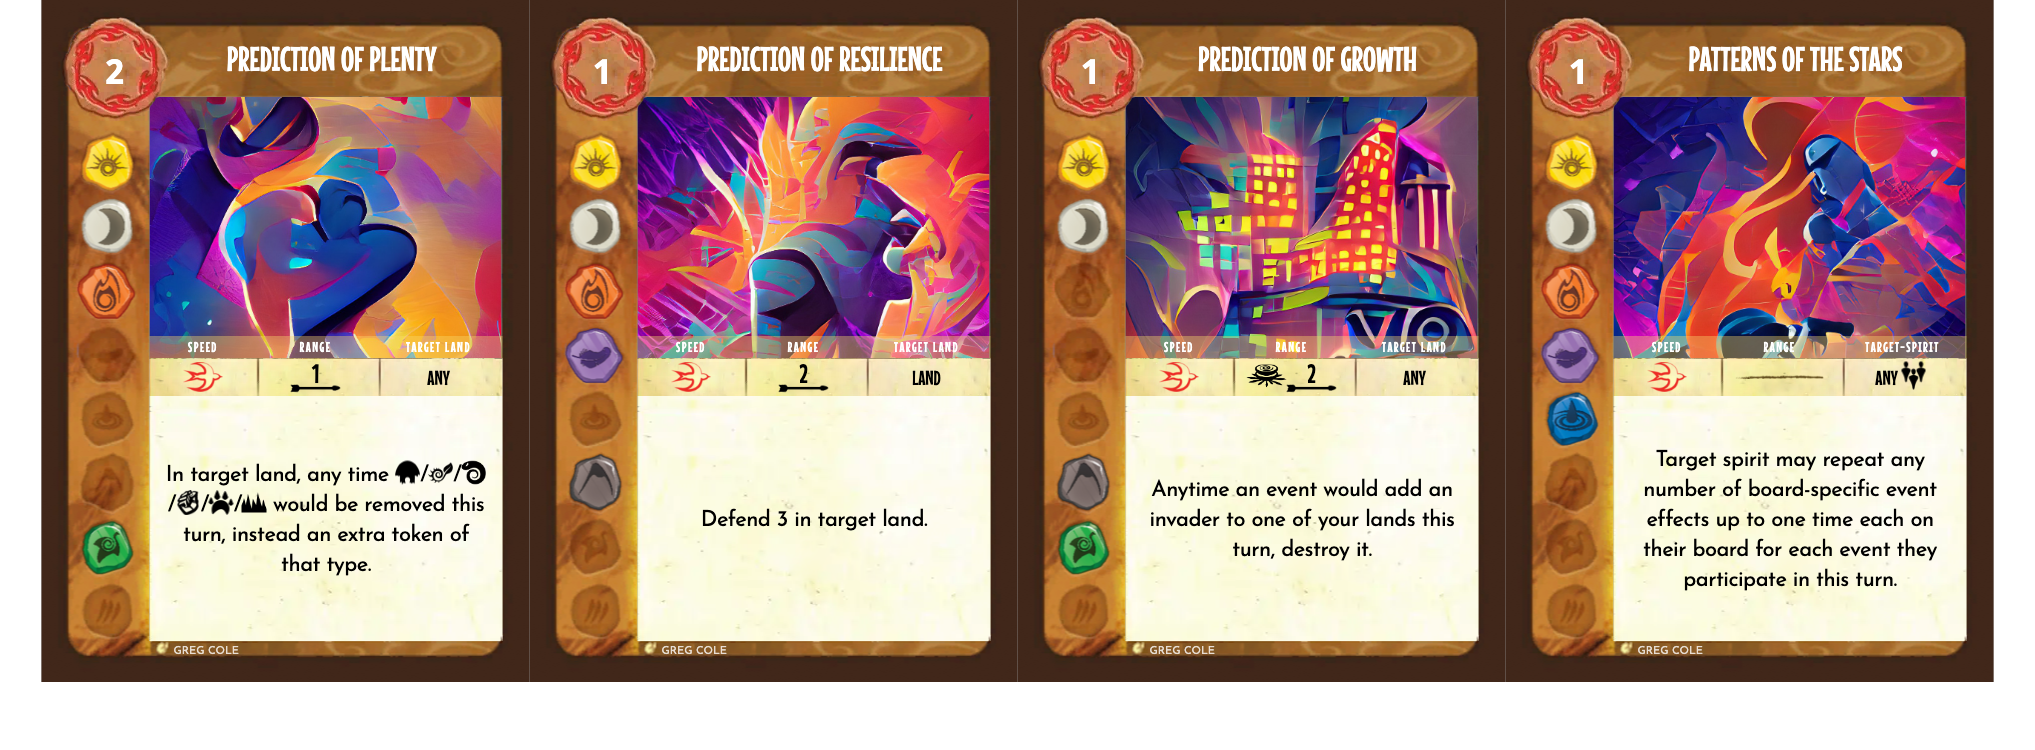 2
PREDICTION OF PLENTY
SPEED RANGE TARGET LAND
1 ANY
In target land, any time / /
/ / / would be removed this
turn, instead an extra token of
that type.
GREG COLE
1
PREDICTION OF RESILIENCE
SPEED RANGE TARGET LAND
2 LAND
Defend 3 in target land.
GREG COLE
1
PREDICTION OF GROWTH
SPEED RANGE TARGET LAND
2 ANY
Anytime an event would add an
invader to one of your lands this
turn, destroy it.
GREG COLE
1
PATTERNS OF THE STARS
SPEED RANGE TARGET-SPIRIT
ANY
Target spirit may repeat any
number of board-specific event
effects up to one time each on
their board for each event they
participate in this turn.
GREG COLE